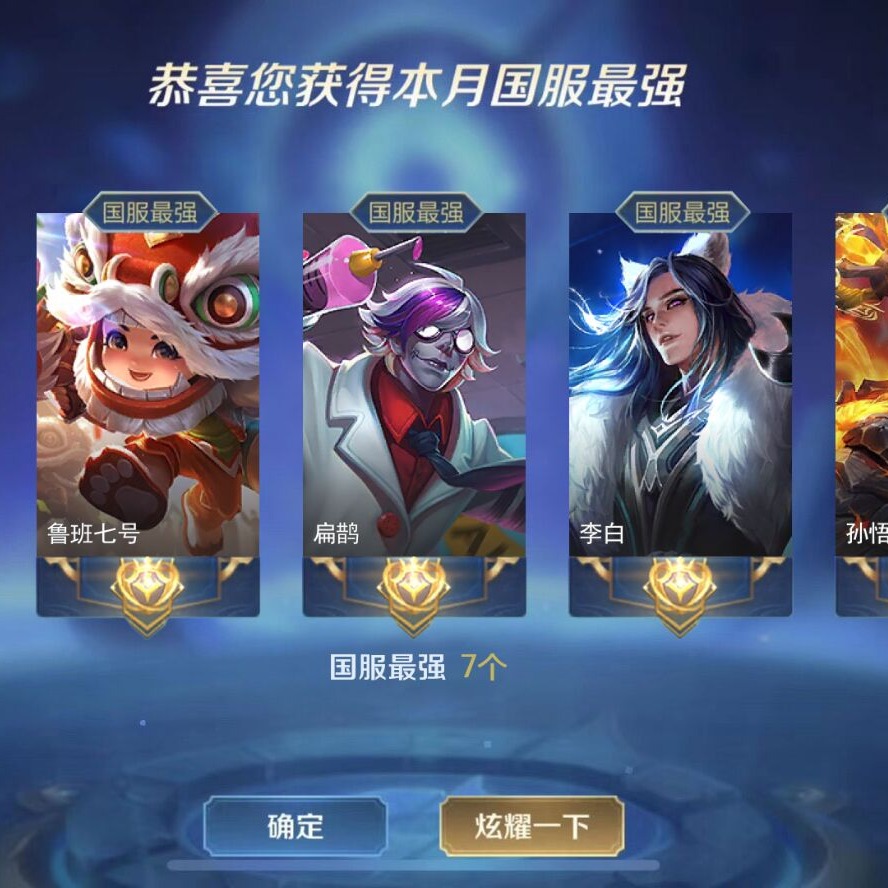 恭喜您获得本月国服最强
国服最强
国服最强
国服最强
鲁班七号
扁鹊
李白
孙悟
国服最强 7个
确定
炫耀一下